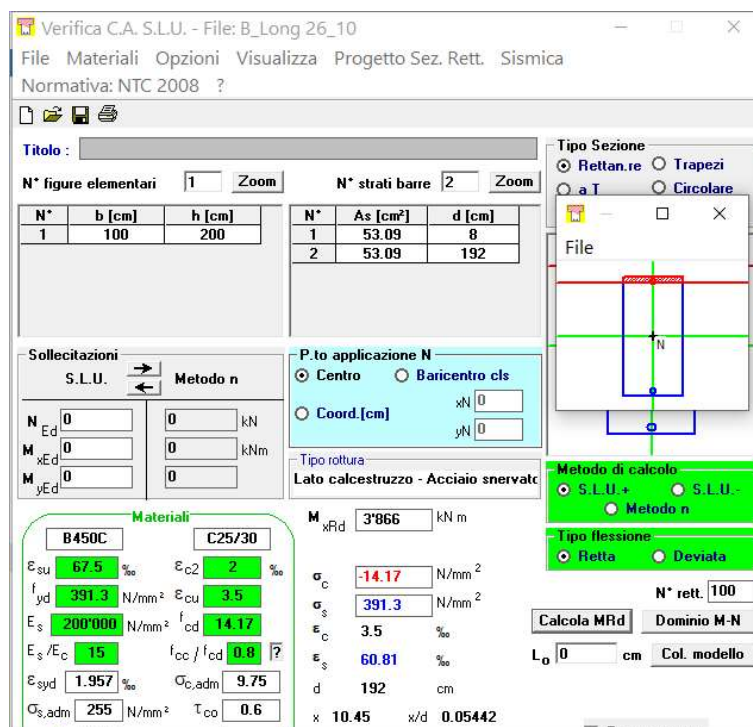 Verifica C.A. S.L.U. - File: B_Long 26_10
File Materiali Opzioni Visualizza Progetto Sez. Rett. Sismica
Normativa: NTC 2008 ?
Titolo :
N° figure elementari 1 Zoom
N° strati barre 2 Zoom
N° b [cm] h [cm]
1 100 200
N° As [cm²] d [cm]
1 53.09 8
2 53.09 192
Tipo Sezione
Rettan.re Trapezi
a T Circolare
File
N
Sollecitazioni
S.L.U. Metodo n
N Ed 0 0 kN
M xEd 0 0 kNm
M yEd 0 0
P.to applicazione N
Centro Baricentro cls
Coord.[cm] xN 0
yN 0
Tipo rottura
Lato calcestruzzo - Acciaio snervato
Metodo di calcolo
S.L.U.+ S.L.U.-
Metodo n
Tipo flessione
Retta Deviata
Materiali
B450C C25/30
εsu 67.5 ‰ εc2 2 ‰
fyd 391.3 N/mm² εcu 3.5
Es 200'000 N/mm² fcd 14.17
Es/Ec 15 fcc / fcd 0.8 ?
εsyd 1.957 ‰ σc,adm 9.75
σs,adm 255 N/mm² τco 0.6
M xRd 3'866 kN m
σc -14.17 N/mm²
σs 391.3 N/mm²
εc 3.5 ‰
εs 60.81 ‰
d 192 cm
x 10.45 x/d 0.05442
N° rett. 100
Calcola MRd Dominio M-N
Lo 0 cm Col. modello